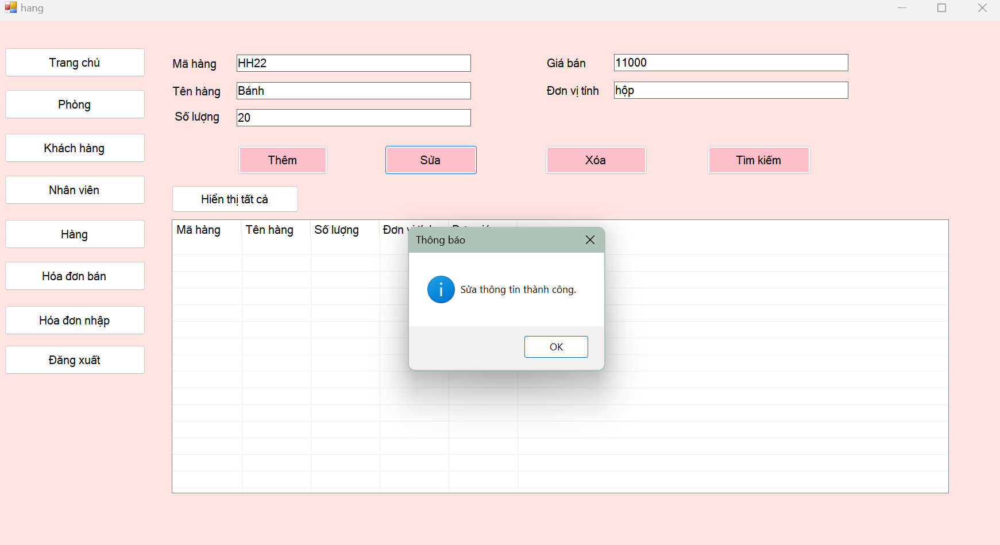 hang
Trang chủ
Phòng
Khách hàng
Nhân viên
Hàng
Hóa đơn bán
Hóa đơn nhập
Đăng xuất
Mã hàng HH22
Tên hàng Bánh
Số lượng 20
Giá bán 11000
Đơn vị tính hộp
Thêm Sửa Xóa Tìm kiếm
Hiển thị tất cả
Mã hàng Tên hàng Số lượng Đơn
Thông báo
Sửa thông tin thành công.
OK